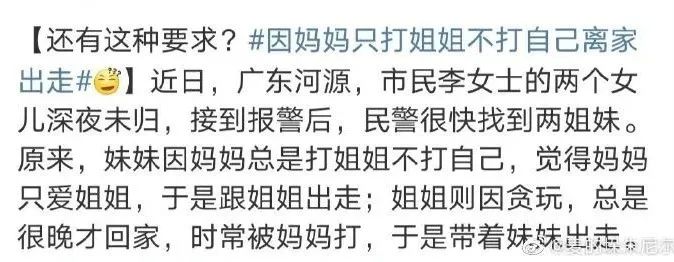 【还有这种要求？#因妈妈只打姐姐不打自己离家
出走#】近日，广东河源，市民李女士的两个女
儿深夜未归，接到报警后，民警很快找到两姐妹。
原来，妹妹因妈妈总是打姐姐不打自己，觉得妈妈
只爱姐姐，于是跟姐姐出走；姐姐则因贪玩，总是
很晚才回家，时常被妈妈打，于是带着妹妹出走